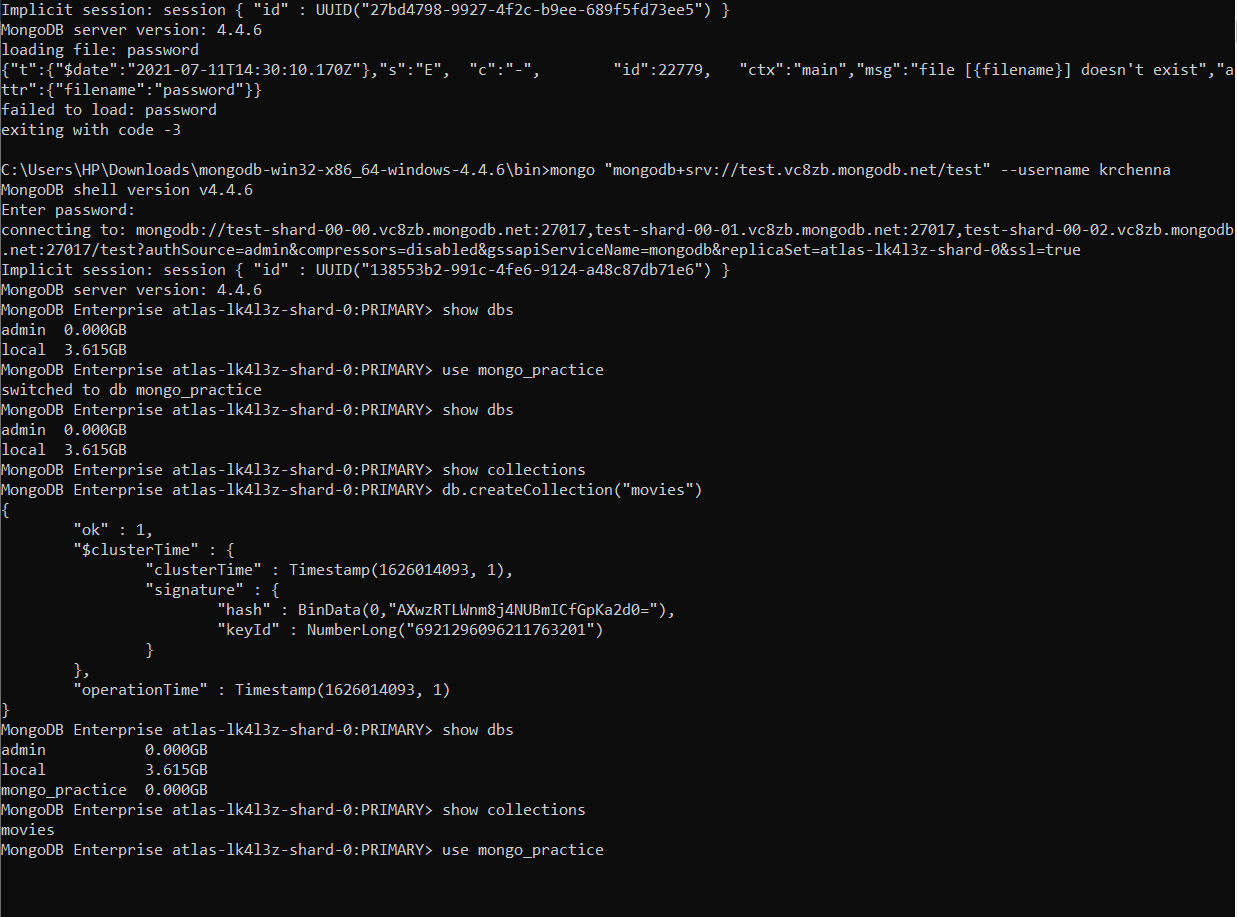 Implicit session: session { "id" : UUID("27bd4798-9927-4f2c-b9ee-689f5fd73ee5") }
MongoDB server version: 4.4.6
loading file: password
{"t":{"$date":"2021-07-11T14:30:10.170Z"},"s":"E",  "c":"-",        "id":22779,   "ctx":"main","msg":"file [{filename}] doesn't exist","a
ttr":{"filename":"password"}}
failed to load: password
exiting with code -3

C:\Users\HP\Downloads\mongodb-win32-x86_64-windows-4.4.6\bin>mongo "mongodb+srv://test.vc8zb.mongodb.net/test" --username krchenna
MongoDB shell version v4.4.6
Enter password:
connecting to: mongodb://test-shard-00-00.vc8zb.mongodb.net:27017,test-shard-00-01.vc8zb.mongodb.net:27017,test-shard-00-02.vc8zb.mongodb
.net:27017/test?authSource=admin&compressors=disabled&gssapiServiceName=mongodb&replicaSet=atlas-lk4l3z-shard-0&ssl=true
Implicit session: session { "id" : UUID("138553b2-991c-4fe6-9124-a48c87db71e6") }
MongoDB server version: 4.4.6
MongoDB Enterprise atlas-lk4l3z-shard-0:PRIMARY> show dbs
admin  0.000GB
local  3.615GB
MongoDB Enterprise atlas-lk4l3z-shard-0:PRIMARY> use mongo_practice
switched to db mongo_practice
MongoDB Enterprise atlas-lk4l3z-shard-0:PRIMARY> show dbs
admin  0.000GB
local  3.615GB
MongoDB Enterprise atlas-lk4l3z-shard-0:PRIMARY> show collections
MongoDB Enterprise atlas-lk4l3z-shard-0:PRIMARY> db.createCollection("movies")
{
        "ok" : 1,
        "$clusterTime" : {
                "clusterTime" : Timestamp(1626014093, 1),
                "signature" : {
                        "hash" : BinData(0,"AXwzRTLWnm8j4NUBmICfGpKa2d0="),
                        "keyId" : NumberLong("6921296096211763201")
                }
        },
        "operationTime" : Timestamp(1626014093, 1)
}
MongoDB Enterprise atlas-lk4l3z-shard-0:PRIMARY> show dbs
admin           0.000GB
local           3.615GB
mongo_practice  0.000GB
MongoDB Enterprise atlas-lk4l3z-shard-0:PRIMARY> show collections
movies
MongoDB Enterprise atlas-lk4l3z-shard-0:PRIMARY> use mongo_practice